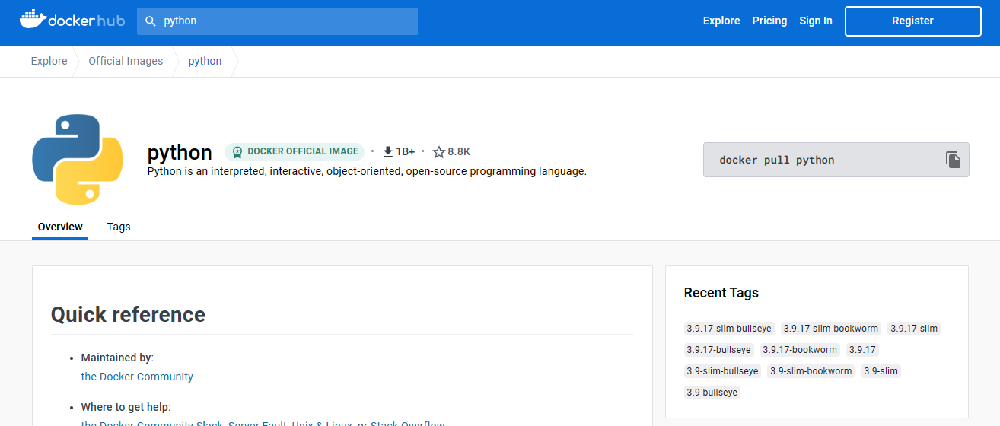 dockerhub
python
Explore
Pricing
Sign In
Register
Explore
Official Images
python
python
DOCKER OFFICIAL IMAGE
•
1B+
•
8.8K
Python is an interpreted, interactive, object-oriented, open-source programming language.
docker pull python
Overview
Tags
Quick reference
• Maintained by:
the Docker Community
• Where to get help:
the Docker Community Slack, Server Fault, Unix & Linux, or Stack Overflow
Recent Tags
3.9.17-slim-bullseye 3.9.17-slim-bookworm 3.9.17-slim
3.9.17-bullseye 3.9.17-bookworm 3.9.17
3.9-slim-bullseye 3.9-slim-bookworm 3.9-slim
3.9-bullseye